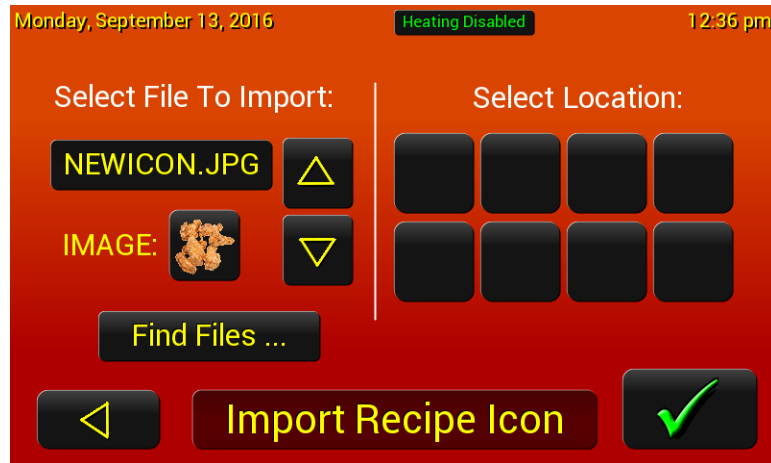 Monday, September 13, 2016
Heating Disabled
12:36 pm
Select File To Import:
Select Location:
NEWICON.JPG
IMAGE:
Find Files ...
Import Recipe Icon